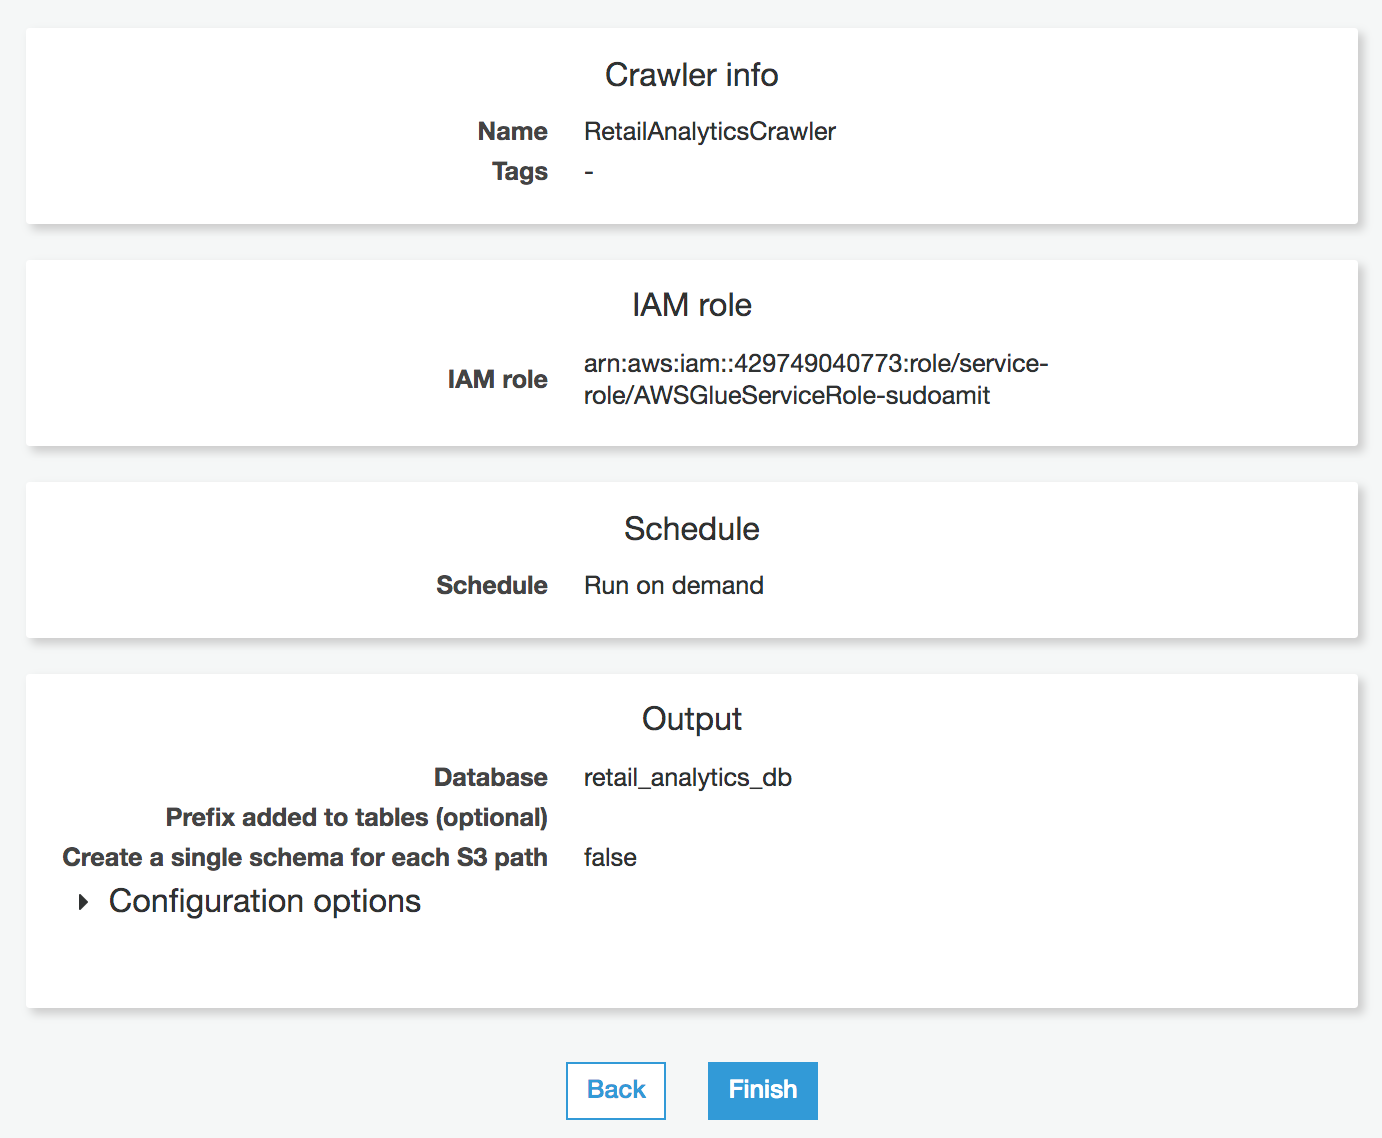 Crawler info
Name RetailAnalyticsCrawler
Tags -
IAM role
IAM role arn:aws:iam::429749040773:role/service-
role/AWSGlueServiceRole-sudoamit
Schedule
Schedule Run on demand
Output
Database retail_analytics_db
Prefix added to tables (optional)
Create a single schema for each S3 path false
Configuration options
Back Finish